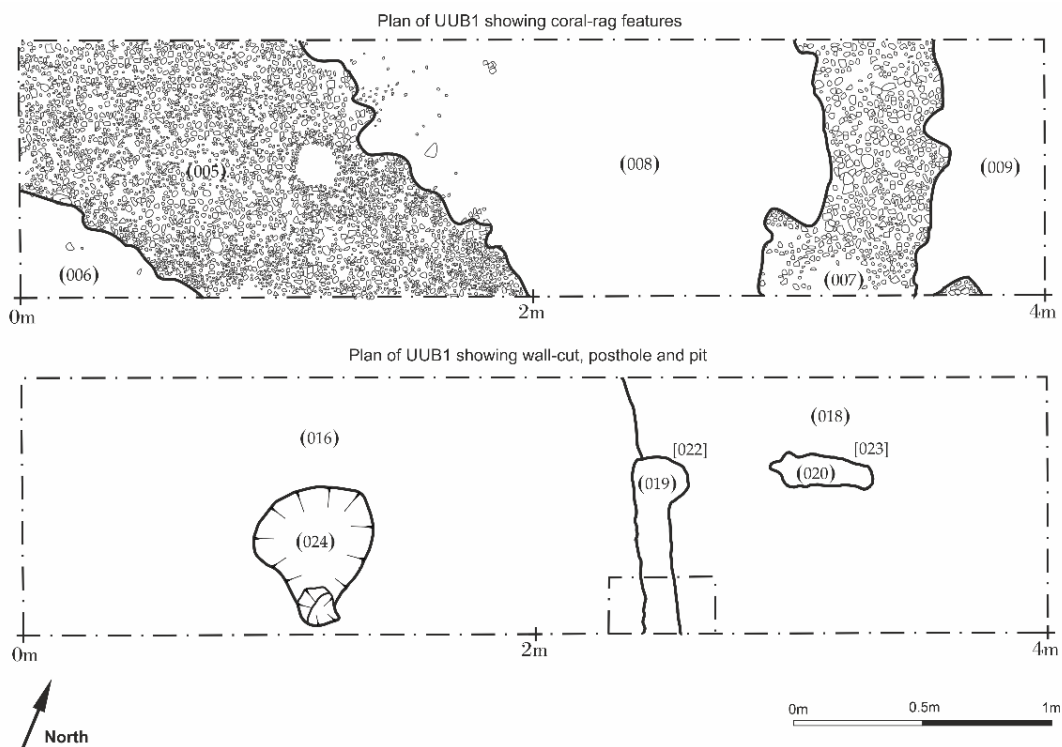 Plan of UUB1 showing coral-rag features
(005)
(008)
(009)
(006)
(007)
0m
2m
4m
Plan of UUB1 showing wall-cut, posthole and pit
(016)
(018)
[022]
[023]
(019)
(020)
(024)
0m
2m
4m
North
0m
0.5m
1m